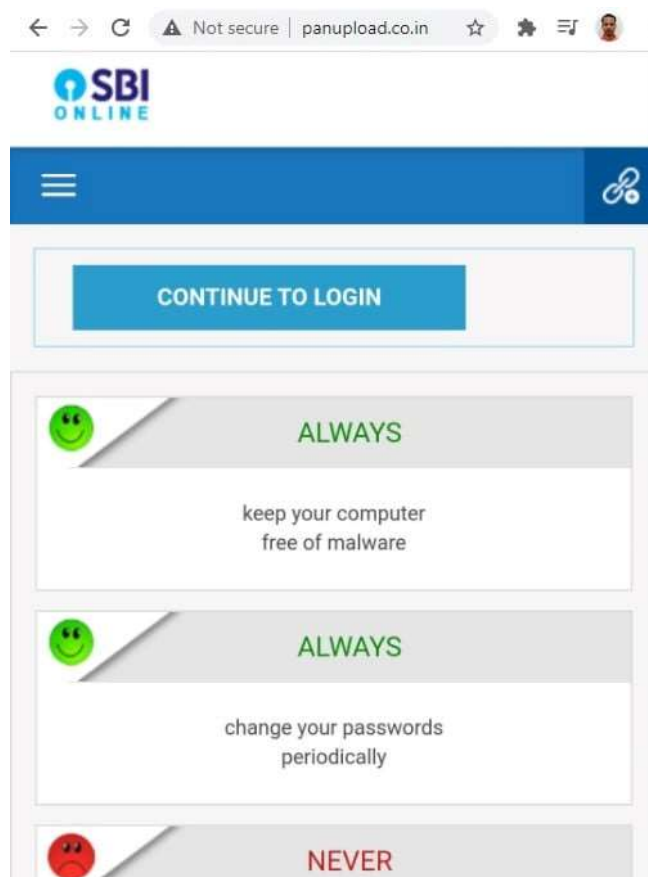 Not secure | panupload.co.in
SBI
ONLINE
CONTINUE TO LOGIN
ALWAYS
keep your computer
free of malware
ALWAYS
change your passwords
periodically
NEVER